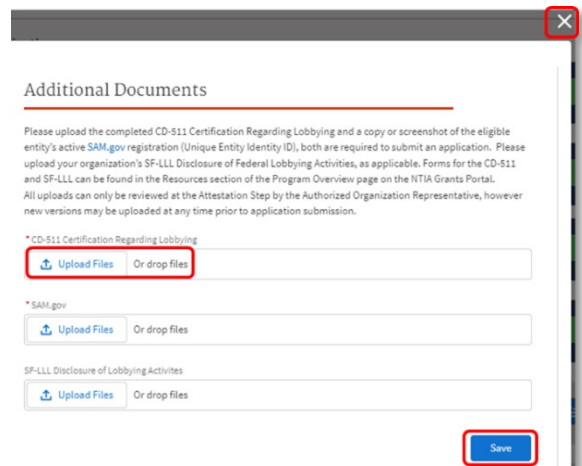 Additional Documents
Please upload the completed CD-511 Certification Regarding Lobbying and a copy or screenshot of the eligible
entity's active SAM.gov registration (Unique Entity Identity ID), both are required to submit an application. Please
upload your organization's SF-LLL Disclosure of Federal Lobbying Activities, as applicable. Forms for the CD-511
and SF-LLL can be found in the Resources section of the Program Overview page on the NTIA Grants Portal.
All uploads can only be reviewed at the Attestation Step by the Authorized Organization Representative, however
new versions may be uploaded at any time prior to application submission.
* CD-511 Certification Regarding Lobbying
Upload Files Or drop files
* SAM.gov
Upload Files Or drop files
SF-LLL Disclosure of Lobbying Activites
Upload Files Or drop files
Save